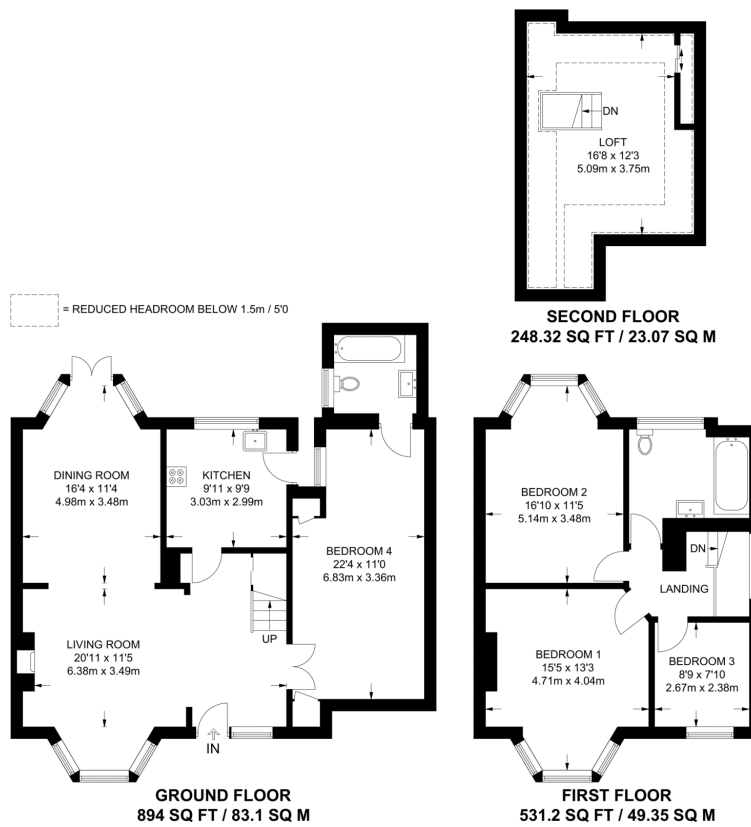 DN
LOFT
16'8 x 12'3
5.09m x 3.75m
SECOND FLOOR
248.32 SQ FT / 23.07 SQ M
= REDUCED HEADROOM BELOW 1.5m / 5'0
DINING ROOM
16'4 x 11'4
4.98m x 3.48m
KITCHEN
9'11 x 9'9
3.03m x 2.99m
BEDROOM 4
22'4 x 11'0
6.83m x 3.36m
UP
LIVING ROOM
20'11 x 11'5
6.38m x 3.49m
IN
GROUND FLOOR
894 SQ FT / 83.1 SQ M
BEDROOM 2
16'10 x 11'5
5.14m x 3.48m
DN
LANDING
BEDROOM 1
15'5 x 13'3
4.71m x 4.04m
BEDROOM 3
8'9 x 7'10
2.67m x 2.38m
FIRST FLOOR
531.2 SQ FT / 49.35 SQ M